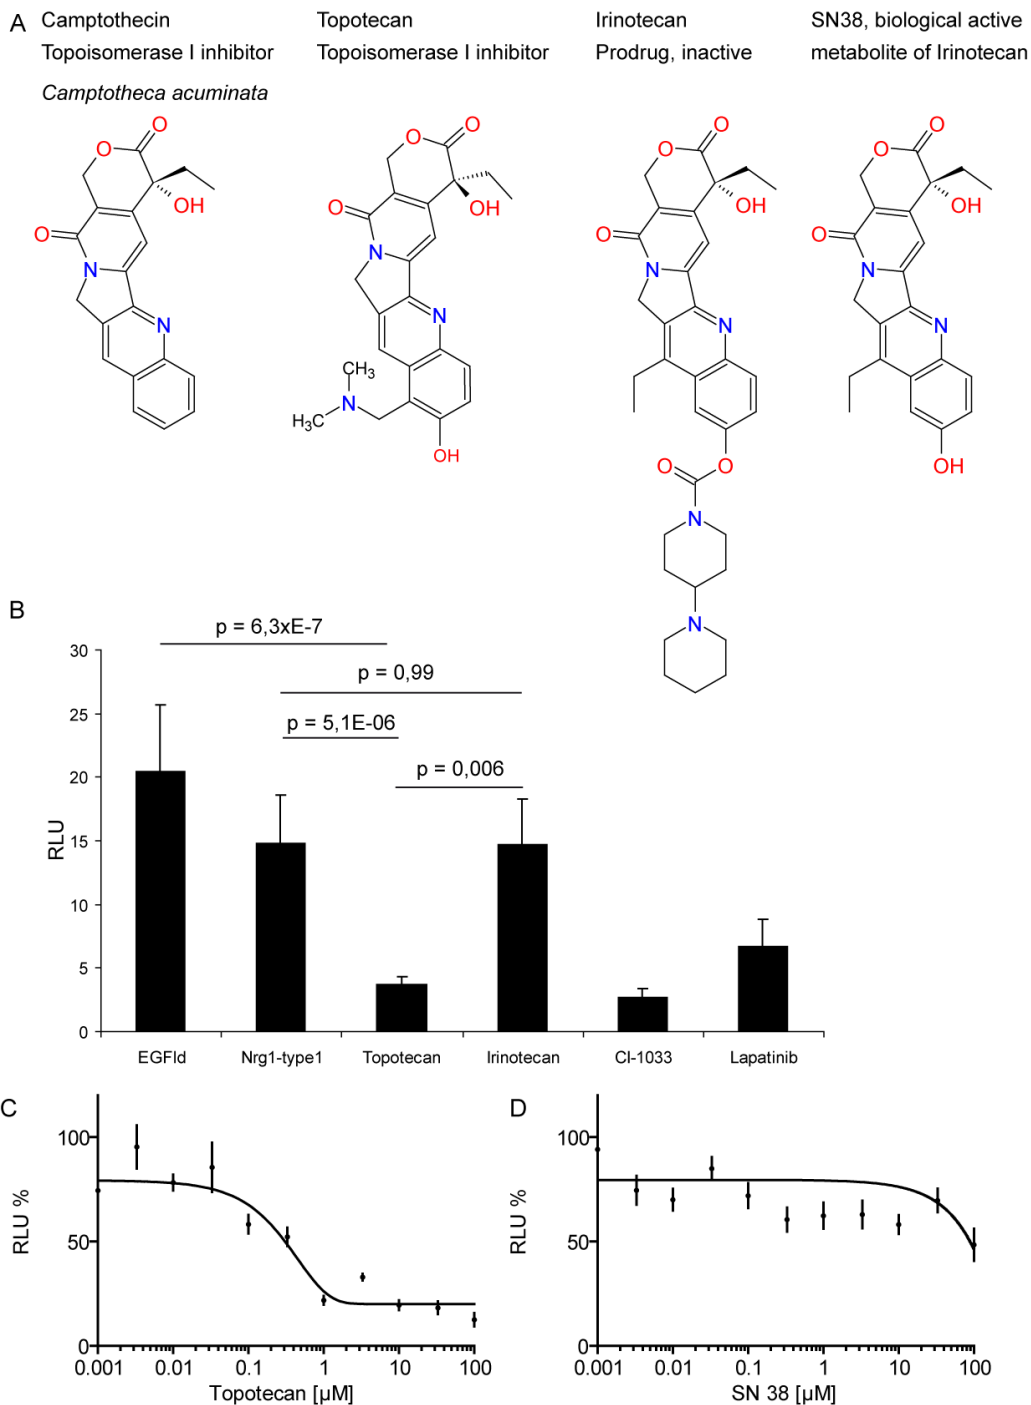 A
Camptothecin
Topoisomerase I inhibitor
Camptotheca acuminata
Topotecan
Topoisomerase I inhibitor
Irinotecan
Prodrug, inactive
SN38, biological active
metabolite of Irinotecan
O
O
OH
O
N
N
O
O
OH
O
N
N
CH3
N
H3C
OH
O
O
OH
O
N
N
O
O
N
N
O
O
OH
O
N
N
OH
B
p = 6,3xE-7
p = 0,99
p = 5,1E-06
p = 0,006
RLU
30
25
20
15
10
5
0
EGFld
Nrg1-type1
Topotecan
Irinotecan
CI-1033
Lapatinib
C
RLU %
100
50
0
0.001
0.01
0.1
1
10
100
Topotecan [µM]
D
RLU %
100
50
0
0.001
0.01
0.1
1
10
100
SN 38 [µM]